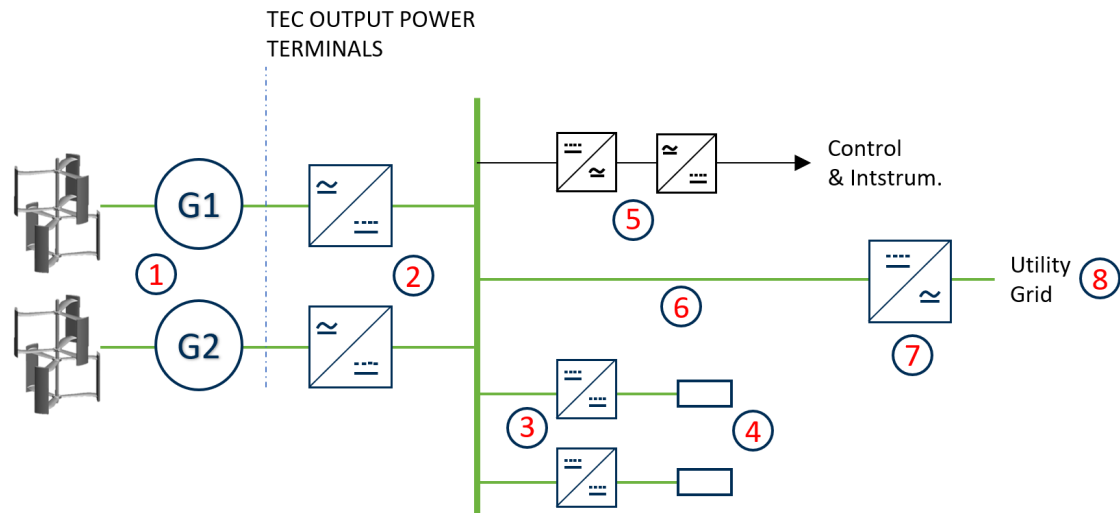 TEC OUTPUT POWER
TERMINALS
G1
1
2
G2
5
Control
& Intstrum.
6
7
Utility
Grid
8
3
4